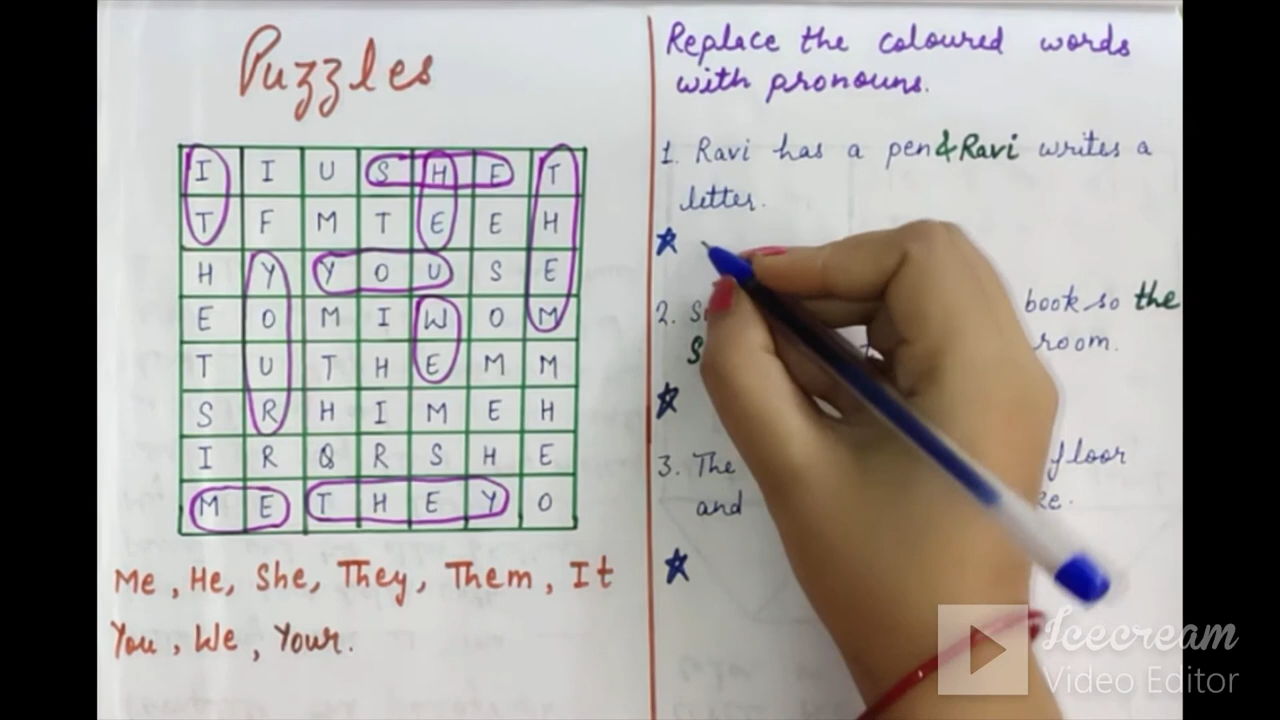 Puzzles
I I U S H E T
T F M T E E H
H Y Y O U S E
E O M I W O M
T U T H E M M
S R H I M E H
I R Q R S H E
M E T H E Y O
Me, He, She, They, Them, It
You, We, Your.
Replace the coloured words
with pronouns.
1. Ravi has a pen & Ravi writes a
letter.
2. book so the
room.
3. The floor
and
Icecream
Video Editor